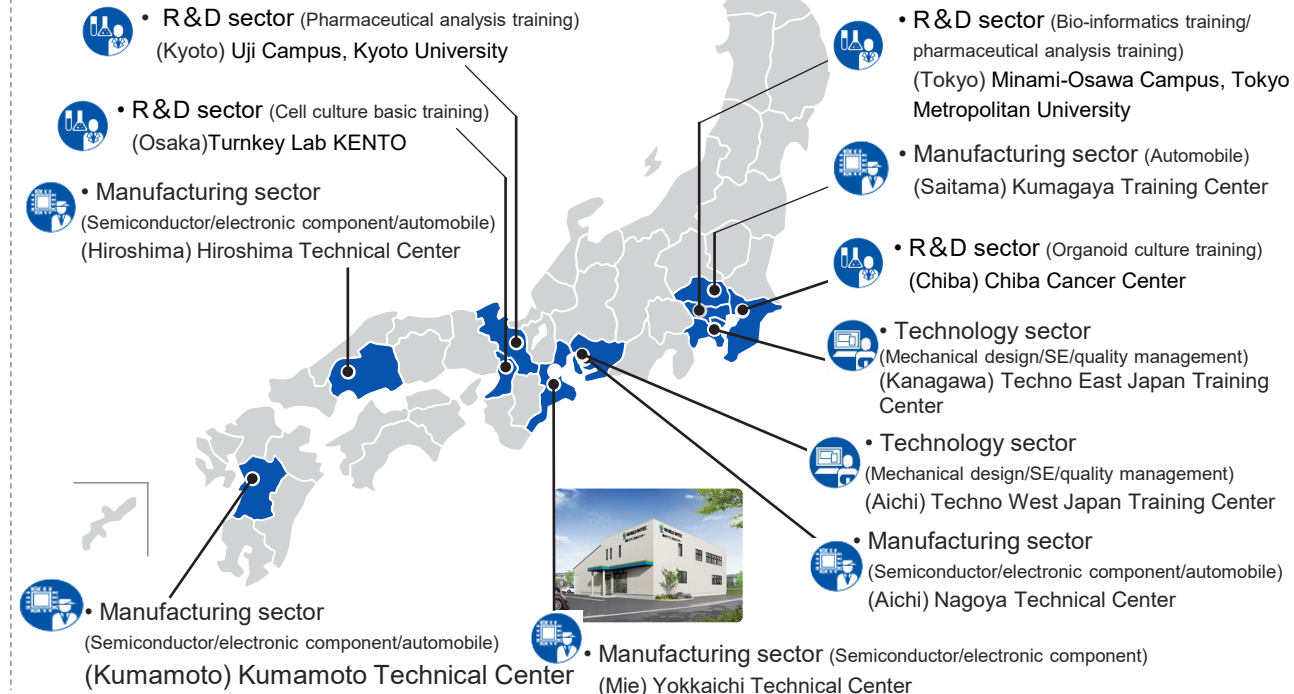 • R&D sector (Pharmaceutical analysis training)
(Kyoto) Uji Campus, Kyoto University
• R&D sector (Cell culture basic training)
(Osaka)Turnkey Lab KENTO
• Manufacturing sector
(Semiconductor/electronic component/automobile)
(Hiroshima) Hiroshima Technical Center
• R&D sector (Bio-informatics training/
pharmaceutical analysis training)
(Tokyo) Minami-Osawa Campus, Tokyo
Metropolitan University
• Manufacturing sector (Automobile)
(Saitama) Kumagaya Training Center
• R&D sector (Organoid culture training)
(Chiba) Chiba Cancer Center
• Technology sector
(Mechanical design/SE/quality management)
(Kanagawa) Techno East Japan Training
Center
• Technology sector
(Mechanical design/SE/quality management)
(Aichi) Techno West Japan Training Center
• Manufacturing sector
(Semiconductor/electronic component/automobile)
(Aichi) Nagoya Technical Center
WORLD INTEC
WORLD INTEC
• Manufacturing sector
(Semiconductor/electronic component/automobile)
(Kumamoto) Kumamoto Technical Center
• Manufacturing sector (Semiconductor/electronic component)
(Mie) Yokkaichi Technical Center